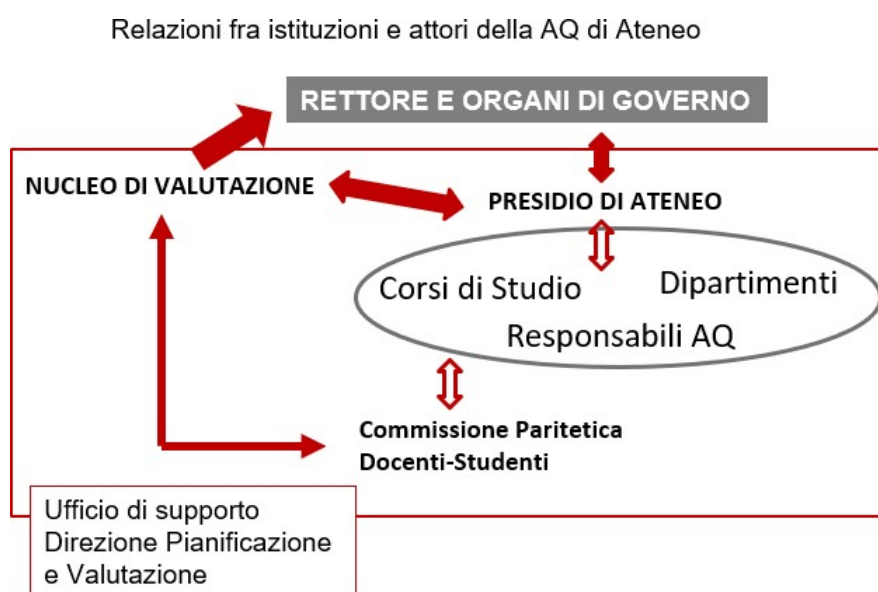 Relazioni fra istituzioni e attori della AQ di Ateneo
RETTORE E ORGANI DI GOVERNO
NUCLEO DI VALUTAZIONE
PRESIDIO DI ATENEO
Corsi di Studio
Dipartimenti
Responsabili AQ
Commissione Paritetica
Docenti-Studenti
Ufficio di supporto
Direzione Pianificazione
e Valutazione